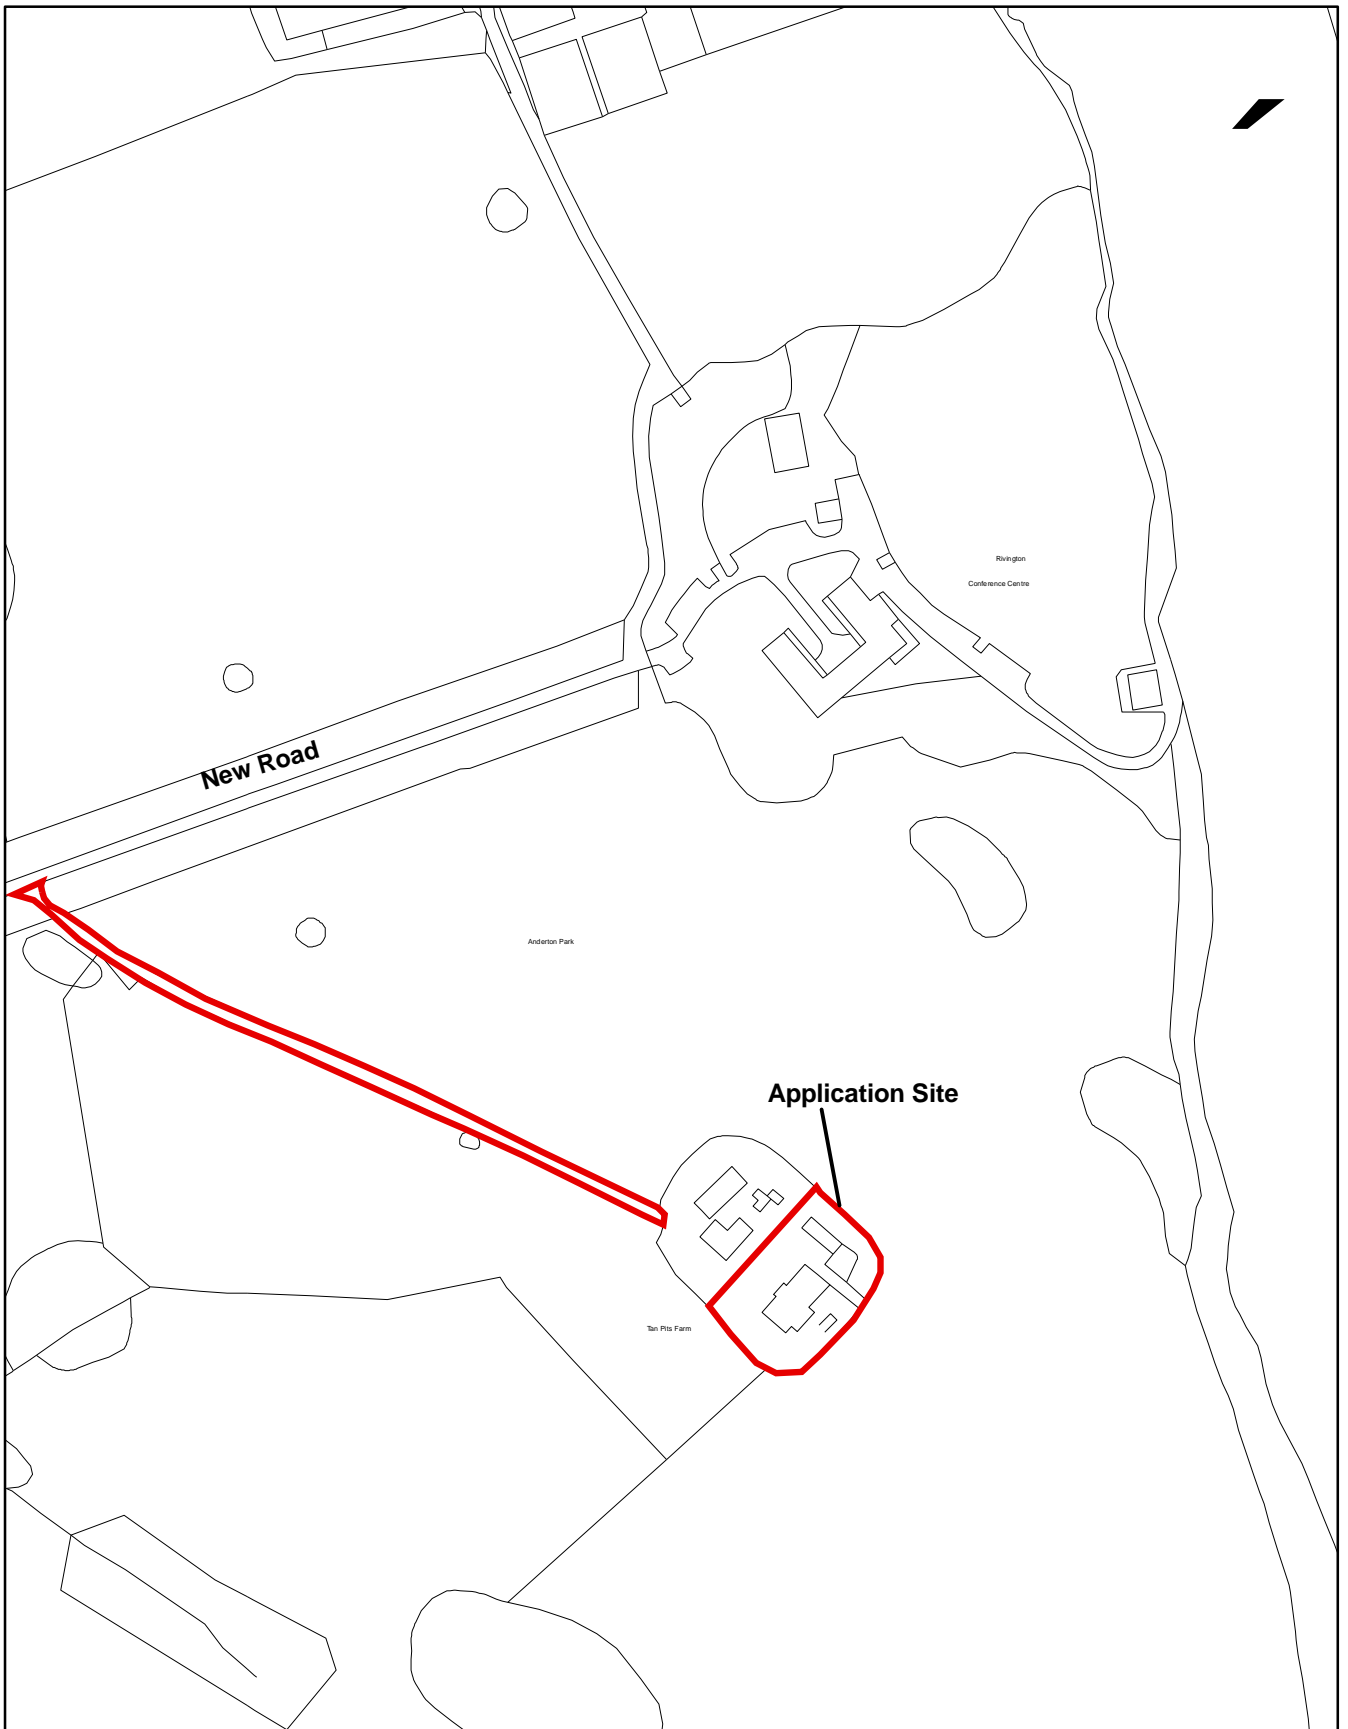 Rivington
Conference Centre
New Road
Anderton Park
Application Site
Tan Pits Farm